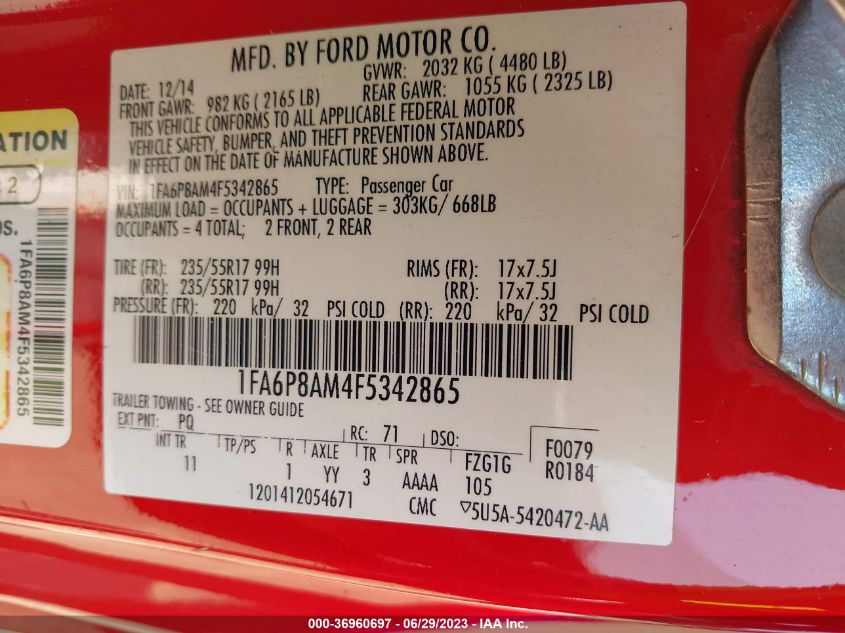 MFD. BY FORD MOTOR CO.
DATE: 12/14 GVWR: 2032 KG ( 4480 LB)
FRONT GAWR: 982 KG ( 2165 LB) REAR GAWR: 1055 KG ( 2325 LB)
THIS VEHICLE CONFORMS TO ALL APPLICABLE FEDERAL MOTOR
VEHICLE SAFETY, BUMPER, AND THEFT PREVENTION STANDARDS
IN EFFECT ON THE DATE OF MANUFACTURE SHOWN ABOVE.
VIN: 1FA6P8AM4F5342865 TYPE: Passenger Car
MAXIMUM LOAD = OCCUPANTS + LUGGAGE = 303KG/ 668LB
OCCUPANTS = 4 TOTAL; 2 FRONT, 2 REAR
TIRE (FR): 235/55R17 99H RIMS (FR): 17x7.5J
(RR): 235/55R17 99H (RR): 17x7.5J
PRESSURE (FR): 220 kPa/ 32 PSI COLD (RR): 220 kPa/ 32 PSI COLD
1FA6P8AM4F5342865
TRAILER TOWING - SEE OWNER GUIDE
EXT PNT: PQ RC: 71 DSO: F0079
INT TR TP/PS R AXLE TR SPR FZG1G R0184
11 1 YY 3 AAAA 105
1201412054671 CMC ▽5U5A-5420472-AA
ATION
2
DS.
1FA6P8AM4F5342865
000-36960697 - 06/29/2023 - IAA Inc.